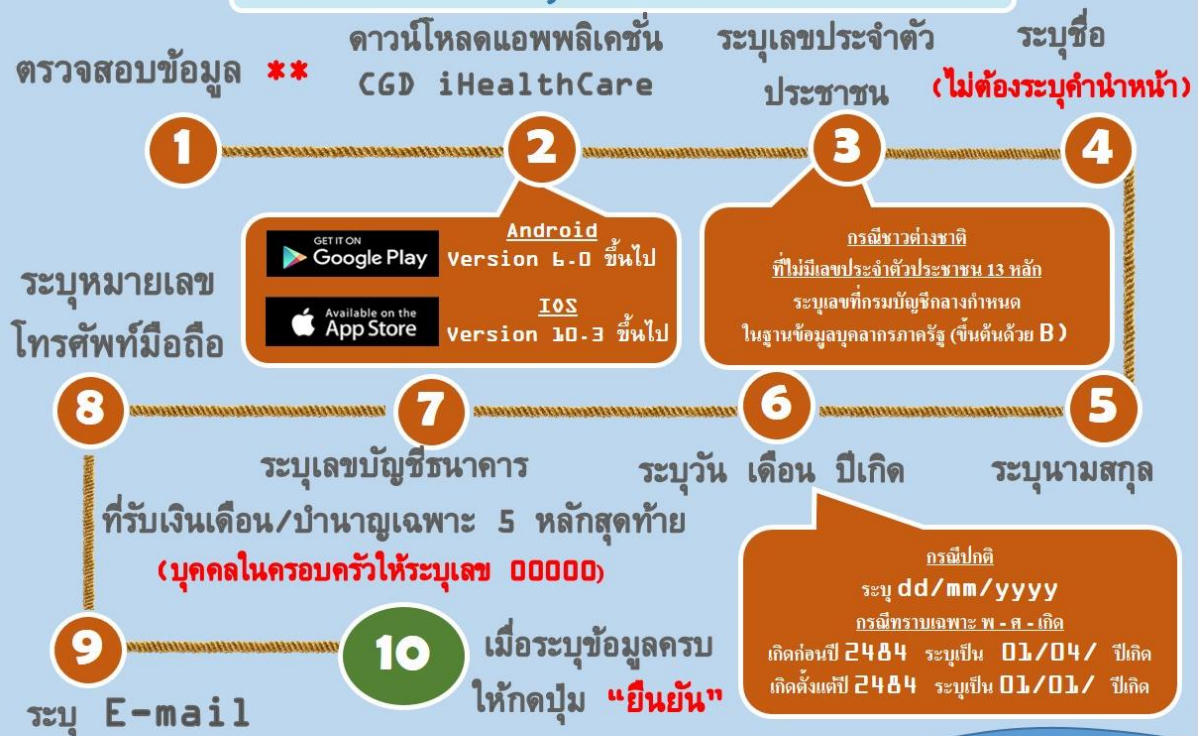 ตรวจสอบข้อมูล **
ดาวน์โหลดแอพพลิเคชั่น
CGD iHealthCare
ระบุเลขประจำตัว
ประชาชน
ระบุชื่อ
(ไม่ต้องระบุคำนำหน้า)
1
2
3
4
GET IT ON
Google Play
Android
Version 6.0 ขึ้นไป
Available on the
App Store
IOS
Version 10.3 ขึ้นไป
กรณีชาวต่างชาติ
ที่ไม่มีเลขประจำตัวประชาชน 13 หลัก
ระบุเลขที่กรมบัญชีกลางกำหนด
ในฐานข้อมูลบุคลากรภาครัฐ (ขึ้นต้นด้วย B)
5
ระบุนามสกุล
6
ระบุวัน เดือน ปีเกิด
กรณีปกติ
ระบุ dd/mm/yyyy
กรณีทราบเฉพาะ พ - ศ - เกิด
เกิดก่อนปี 2484 ระบุเป็น 01/04/ ปีเกิด
เกิดตั้งแต่ปี 2484 ระบุเป็น 01/01/ ปีเกิด
7
ระบุเลขบัญชีธนาคาร
ที่รับเงินเดือน/บำนาญเฉพาะ 5 หลักสุดท้าย
(บุคคลในครอบครัวให้ระบุเลข 00000)
ระบุหมายเลข
โทรศัพท์มือถือ
8
9
ระบุ E-mail
10
เมื่อระบุข้อมูลครบ
ให้กดปุ่ม “ยืนยัน”